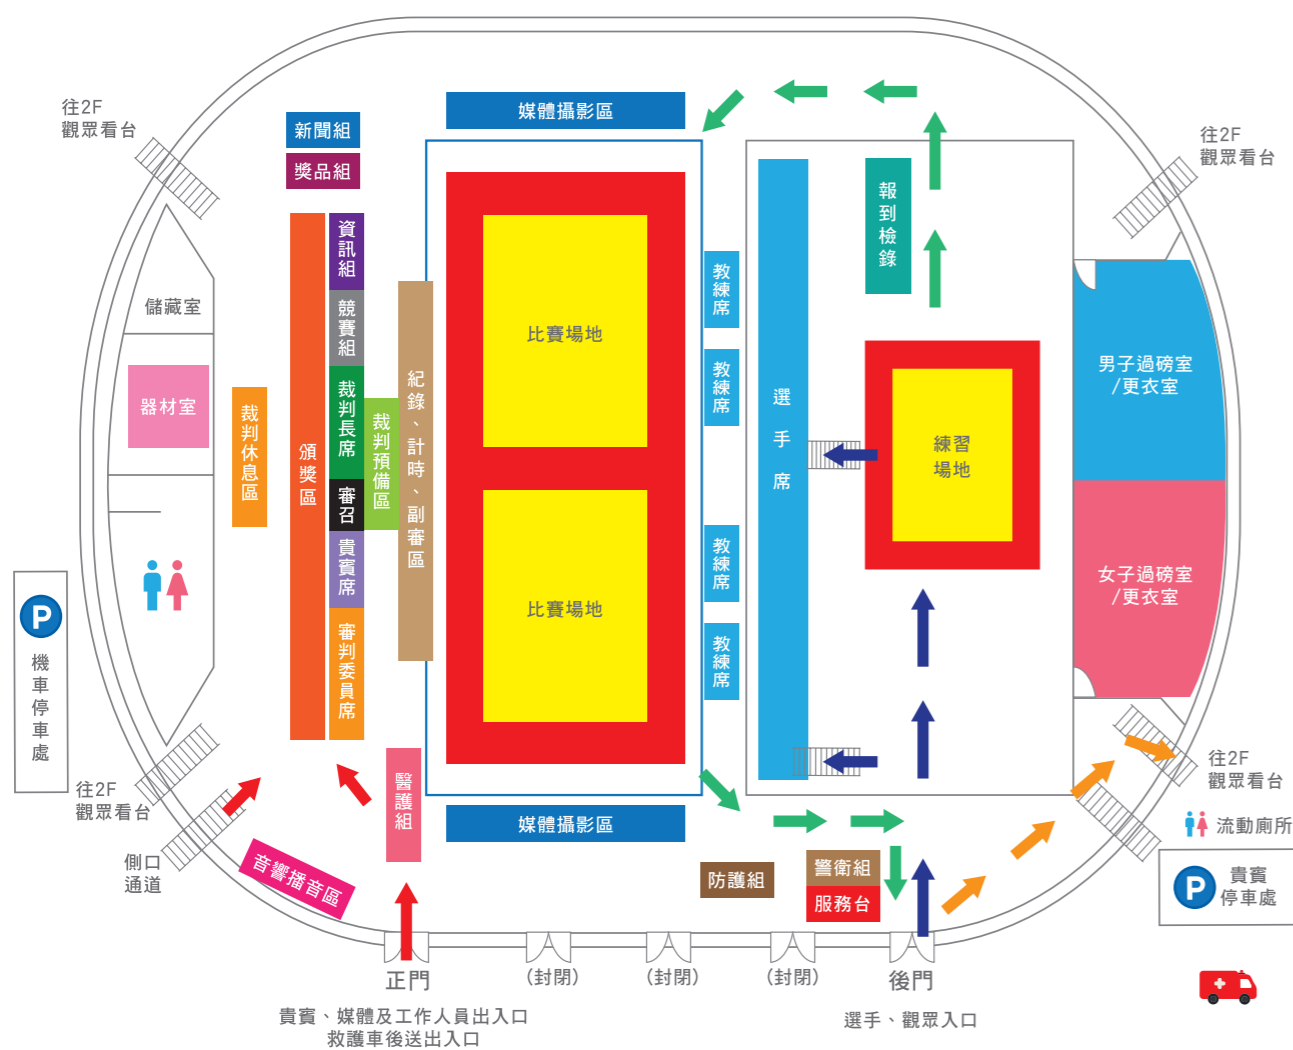 往2F
觀眾看台
新聞組
獎品組
媒體攝影區
往2F
觀眾看台
資訊組
競賽組
裁判長席
審召
貴賓席
審判委員席
頒獎區
裁判預備區
紀錄、計時、副審區
裁判休息區
儲藏室
器材室
比賽場地
比賽場地
教練席
教練席
教練席
教練席
選手席
報到檢錄
練習
場地
男子過磅室
/更衣室
女子過磅室
/更衣室
P
機車停車處
往2F
觀眾看台
側口
通道
音響播音區
醫護組
媒體攝影區
防護組
警衛組
服務台
往2F
觀眾看台
流動廁所
P
貴賓
停車處
正門
(封閉)
(封閉)
(封閉)
後門
貴賓、媒體及工作人員出入口
救護車後送出入口
選手、觀眾入口